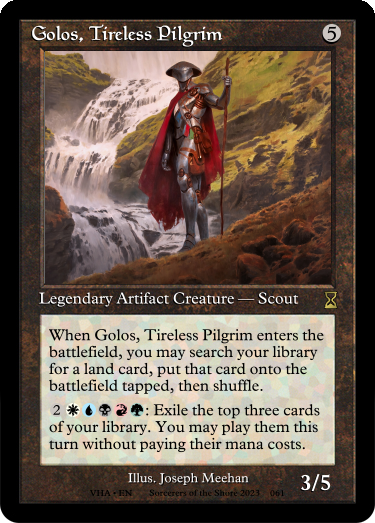 Golos, Tireless Pilgrim 5
Legendary Artifact Creature — Scout
When Golos, Tireless Pilgrim enters the
battlefield, you may search your library
for a land card, put that card onto the
battlefield tapped, then shuffle.
2 : Exile the top three cards
of your library. You may play them this
turn without paying their mana costs.
Illus. Joseph Meehan
3/5
VHA • EN Sorcerers of the Shore 2023 061